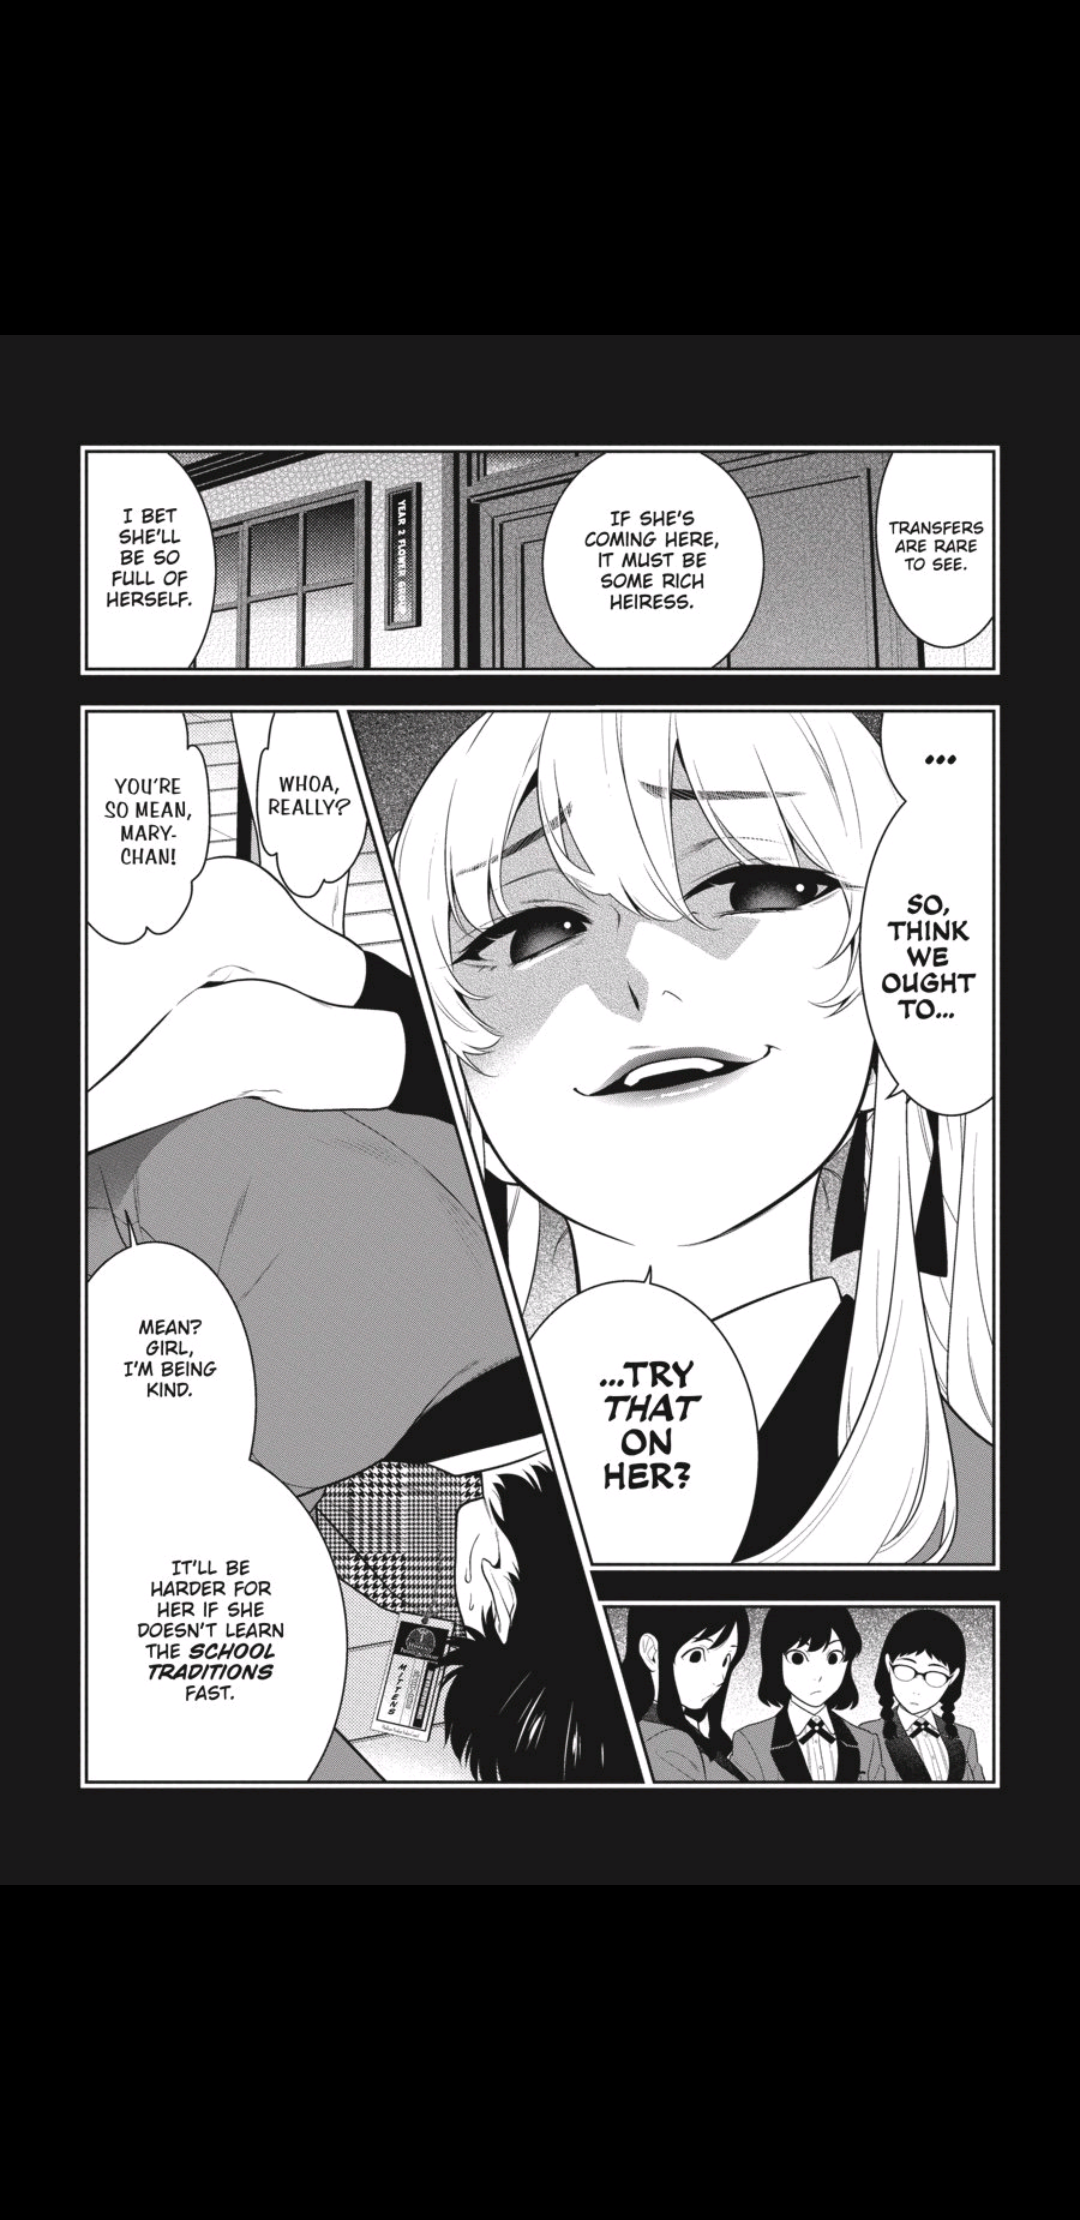 TRANSFERS
ARE RARE
TO SEE.
IF SHE'S
COMING HERE,
IT MUST BE
SOME RICH
HEIRESS.
YEAR 2 FLOWER GROUP
I BET
SHE'LL
BE SO
FULL OF
HERSELF.
...
SO,
THINK
WE
OUGHT
TO...
...TRY
THAT
ON
HER?
WHOA,
REALLY?
YOU'RE
SO MEAN,
MARY-
CHAN!
MEAN?
GIRL,
I'M BEING
KIND.
IT'LL BE
HARDER FOR
HER IF SHE
DOESN'T LEARN
THE SCHOOL
TRADITIONS
FAST.
MITTENS